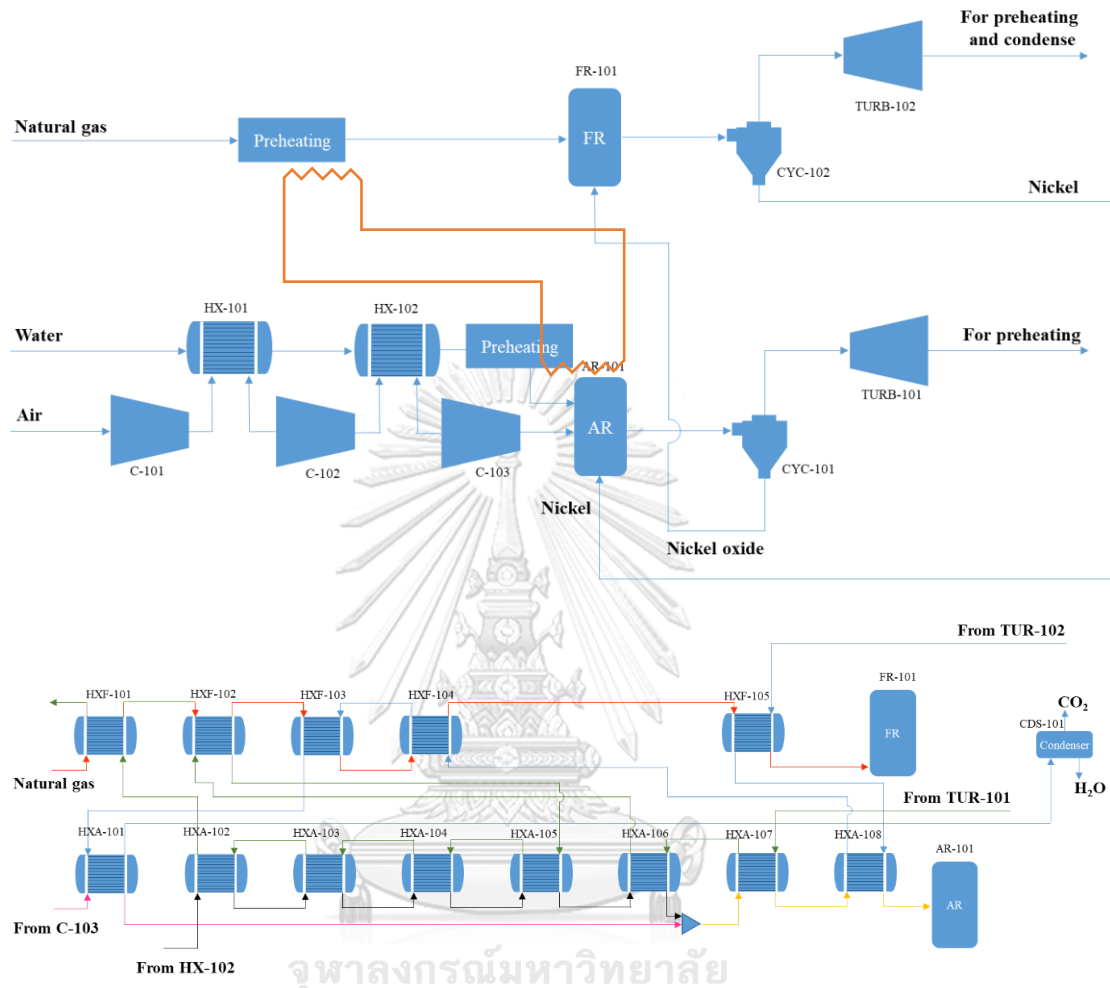 For preheating
and condense
FR-101
TURB-102
Natural gas
Preheating
FR
CYC-102
Nickel
HX-101
HX-102
Water
Preheating
For preheating
AR-101
TURB-101
Air
AR
C-101
C-102
C-103
CYC-101
Nickel
Nickel oxide
From TUR-102
HXF-101
HXF-102
HXF-103
HXF-104
HXF-105
FR-101
CO2
CDS-101
FR
Condenser
Natural gas
H2O
From TUR-101
HXA-101
HXA-102
HXA-103
HXA-104
HXA-105
HXA-106
HXA-107
HXA-108
AR-101
AR
From C-103
From HX-102
จุฬาลงกรณ์มหาวิทยาลัย